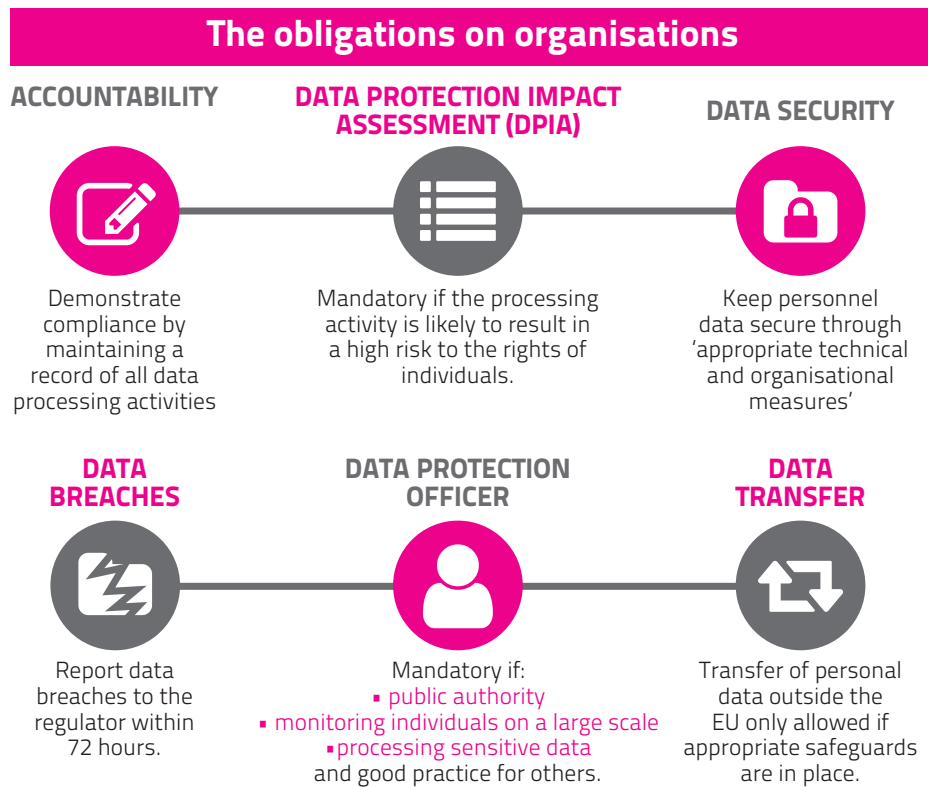 The obligations on organisations
ACCOUNTABILITY
Demonstrate
compliance by
maintaining a
record of all data
processing activities
DATA PROTECTION IMPACT
ASSESSMENT (DPIA)
Mandatory if the processing
activity is likely to result in
a high risk to the rights of
individuals.
DATA SECURITY
Keep personnel
data secure through
‘appropriate technical
and organisational
measures’
DATA
BREACHES
Report data
breaches to the
regulator within
72 hours.
DATA PROTECTION
OFFICER
Mandatory if:
▪ public authority
▪ monitoring individuals on a large scale
▪processing sensitive data
and good practice for others.
DATA
TRANSFER
Transfer of personal
data outside the
EU only allowed if
appropriate safeguards
are in place.